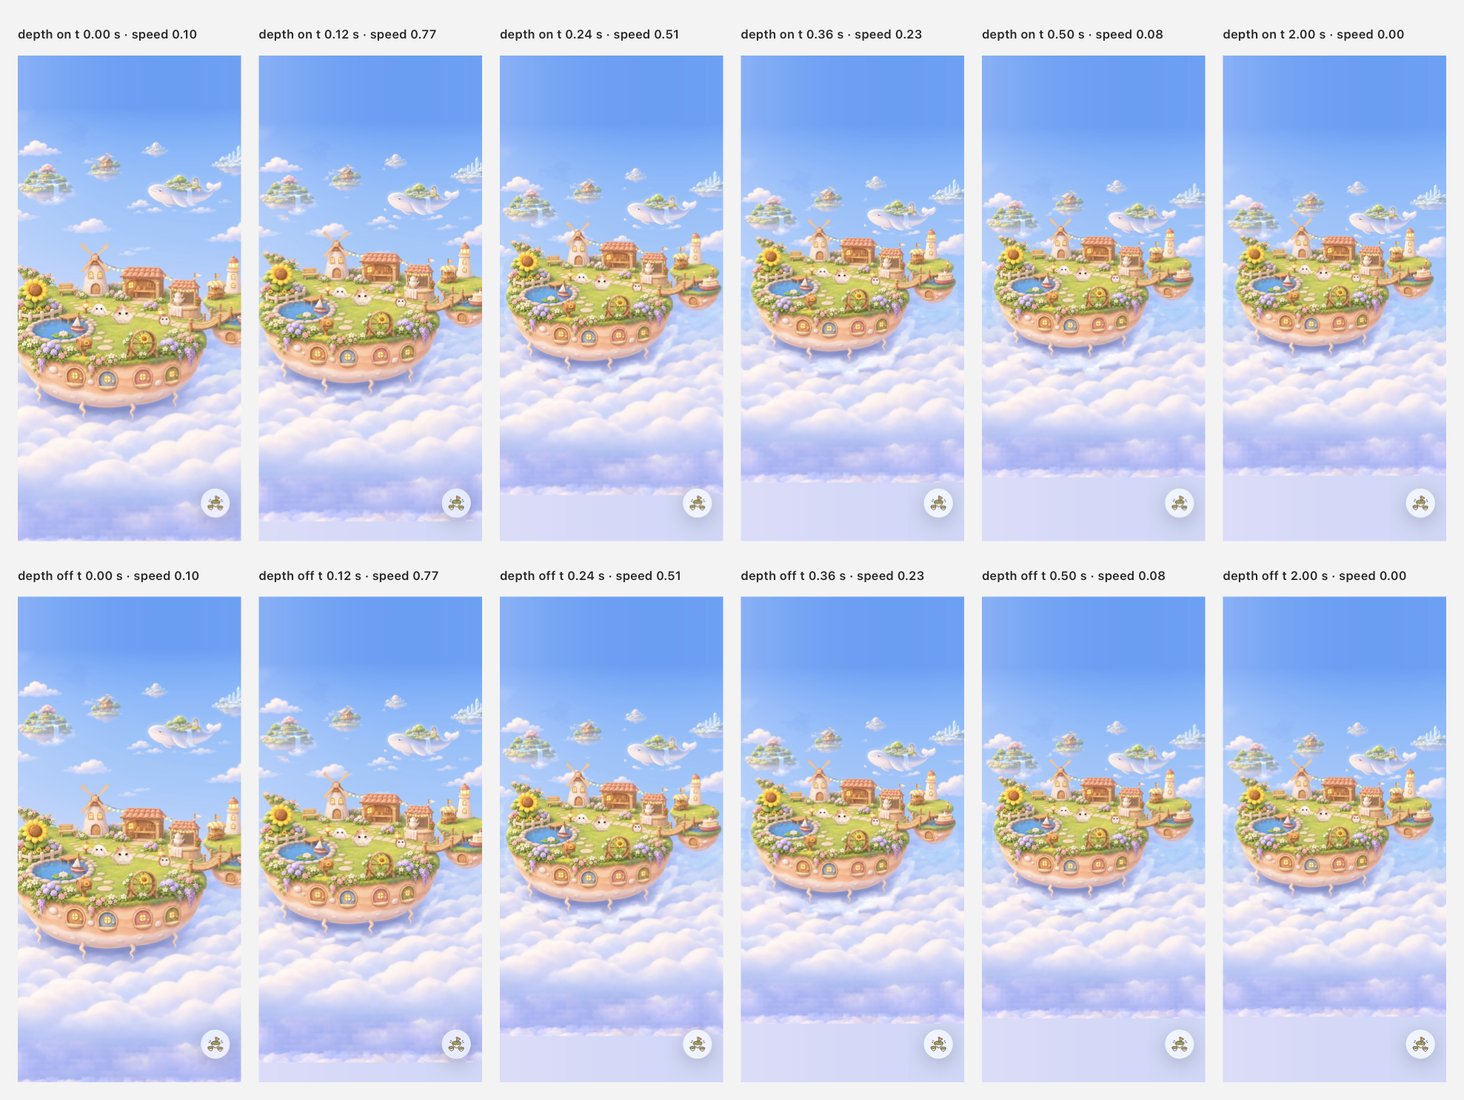 depth on t 0.00 s · speed 0.10
depth on t 0.12 s · speed 0.77
depth on t 0.24 s · speed 0.51
depth on t 0.36 s · speed 0.23
depth on t 0.50 s · speed 0.08
depth on t 2.00 s · speed 0.00
depth off t 0.00 s · speed 0.10
depth off t 0.12 s · speed 0.77
depth off t 0.24 s · speed 0.51
depth off t 0.36 s · speed 0.23
depth off t 0.50 s · speed 0.08
depth off t 2.00 s · speed 0.00